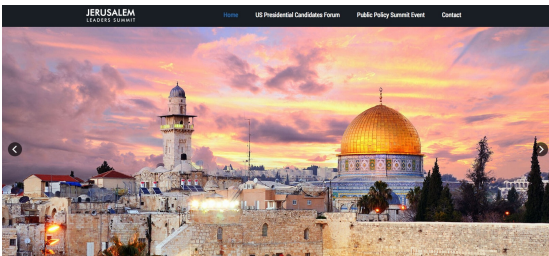 JERUSALEM
LEADERS SUMMIT
Home US Presidential Candidates Forum Public Policy Summit Event Contact